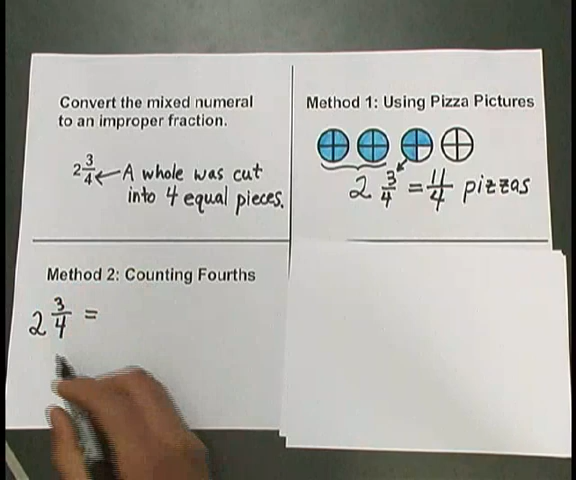 Convert the mixed numeral
to an improper fraction.
2 3/4 ← A whole was cut
into 4 equal pieces.
Method 1: Using Pizza Pictures
2 3/4 = 11/4 pizzas
Method 2: Counting Fourths
2 3/4 =